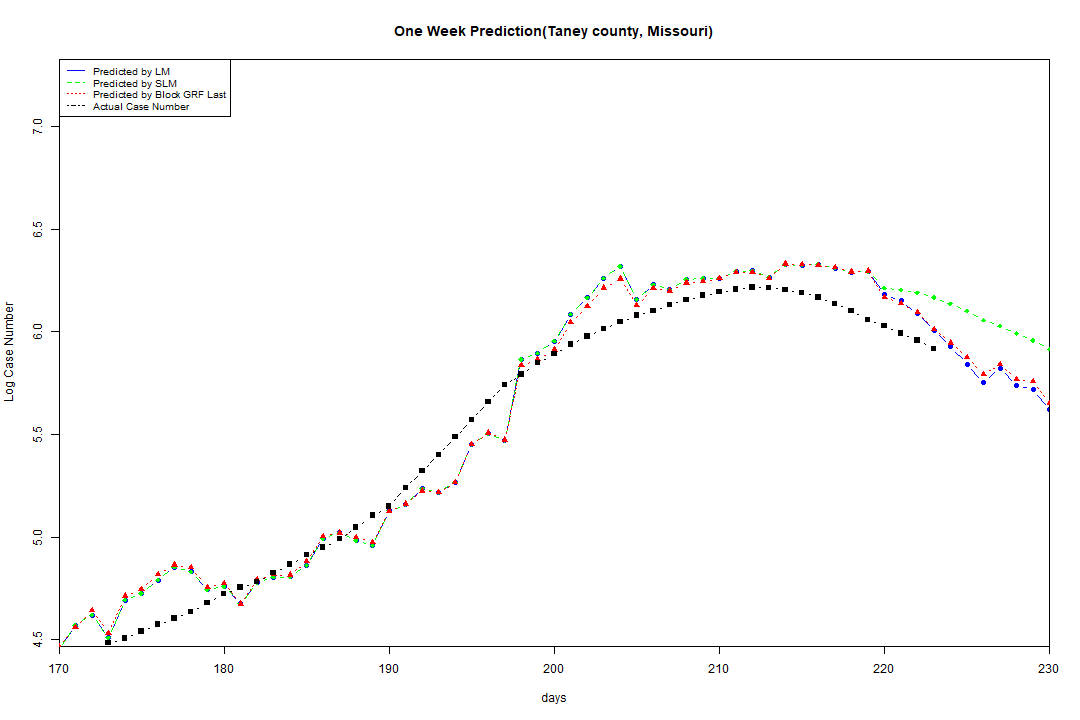 One Week Prediction(Taney county, Missouri)
Predicted by LM
Predicted by SLM
Predicted by Block GRF Last
Actual Case Number
7.0
6.5
6.0
5.5
5.0
4.5
Log Case Number
170 180 190 200 210 220 230
days